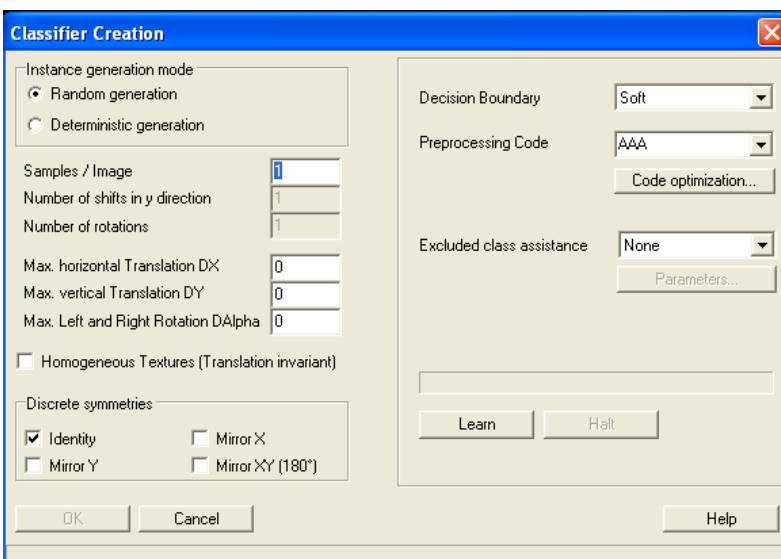 Classifier Creation
Instance generation mode
Random generation
Deterministic generation
Samples / Image 1
Number of shifts in y direction 1
Number of rotations 1
Max. horizontal Translation DX 0
Max. vertical Translation DY 0
Max. Left and Right Rotation DAlpha 0
Homogeneous Textures (Translation invariant)
Discrete symmetries
Identity Mirror X
Mirror Y Mirror XY (180°)
OK Cancel
Decision Boundary Soft
Preprocessing Code AAA
Code optimization...
Excluded class assistance None
Parameters...
Learn Halt
Help